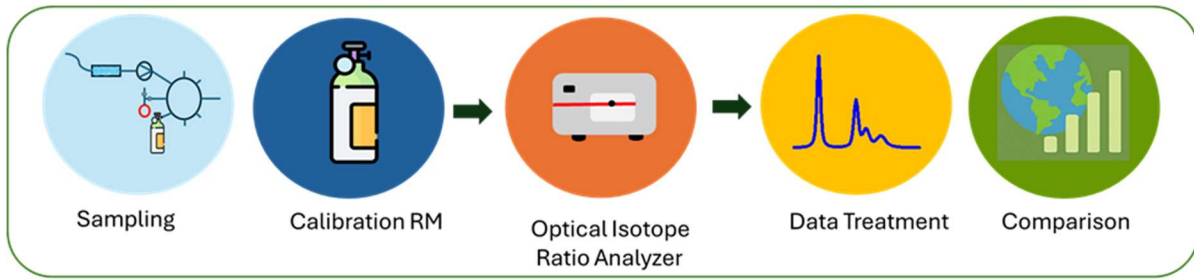 Sampling
Calibration RM
Optical Isotope
Ratio Analyzer
Data Treatment
Comparison